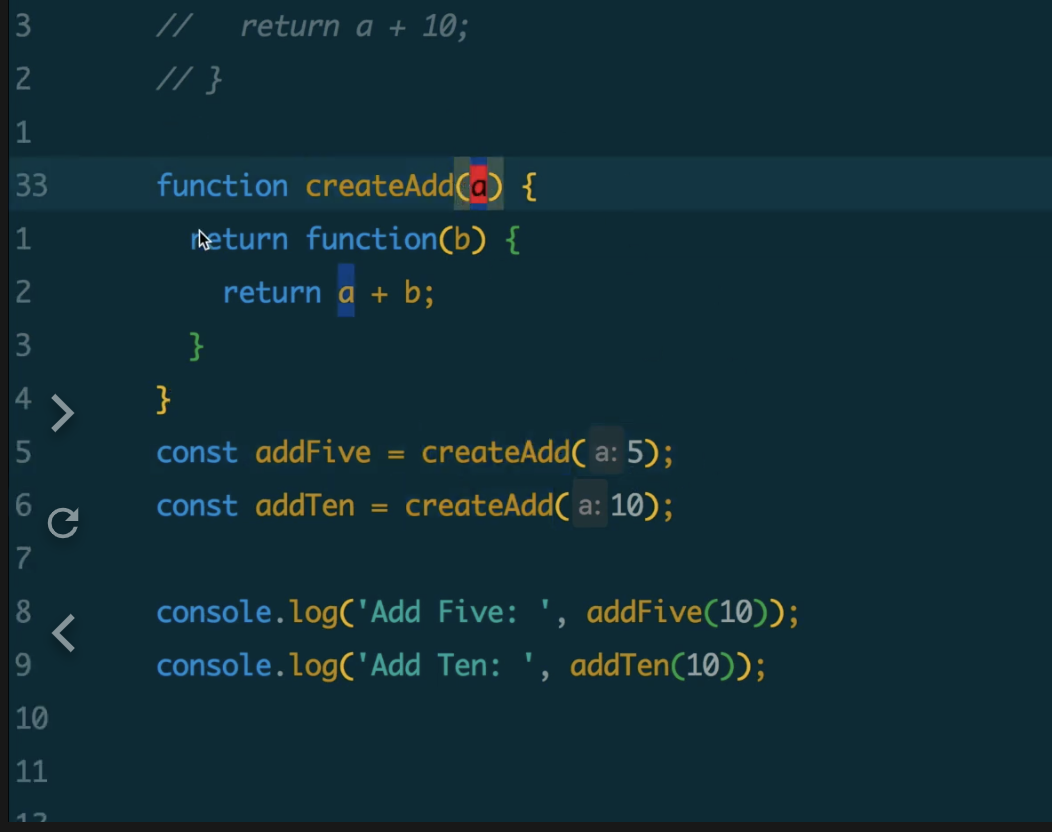 3 //   return a + 10;
2 // }
1
33 function createAdd(a) {
1   return function(b) {
2     return a + b;
3   }
4 }
5 const addFive = createAdd( a: 5);
6 const addTen = createAdd( a: 10);
7
8 console.log('Add Five: ', addFive(10));
9 console.log('Add Ten: ', addTen(10));
10
11
12